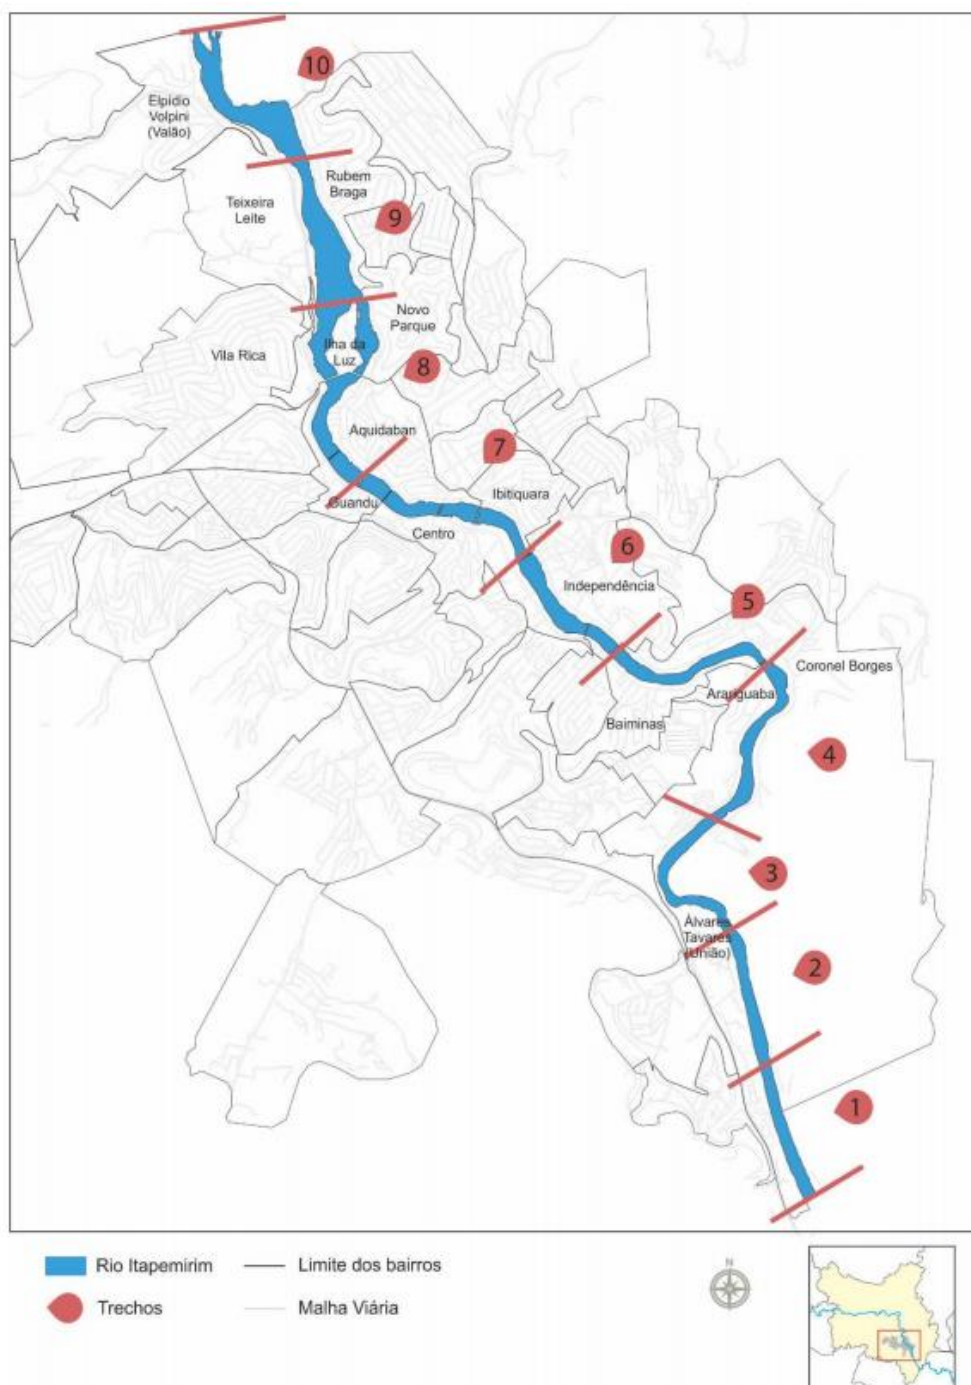 10
Elpídio
Volpini
(Valão)
Rubem
Braga
Teixeira
Leite
9
Novo
Parque
Ilha da
Luz
Vila Rica
8
Aquidaban
7
Ibitiquara
Guandu
Centro
6
Independência
5
Coronel Borges
Arariguaba
Baiminas
4
3
Álvares
Tavares
(União)
2
1
Rio Itapemirim
Limite dos bairros
N
Trechos
Malha Viária